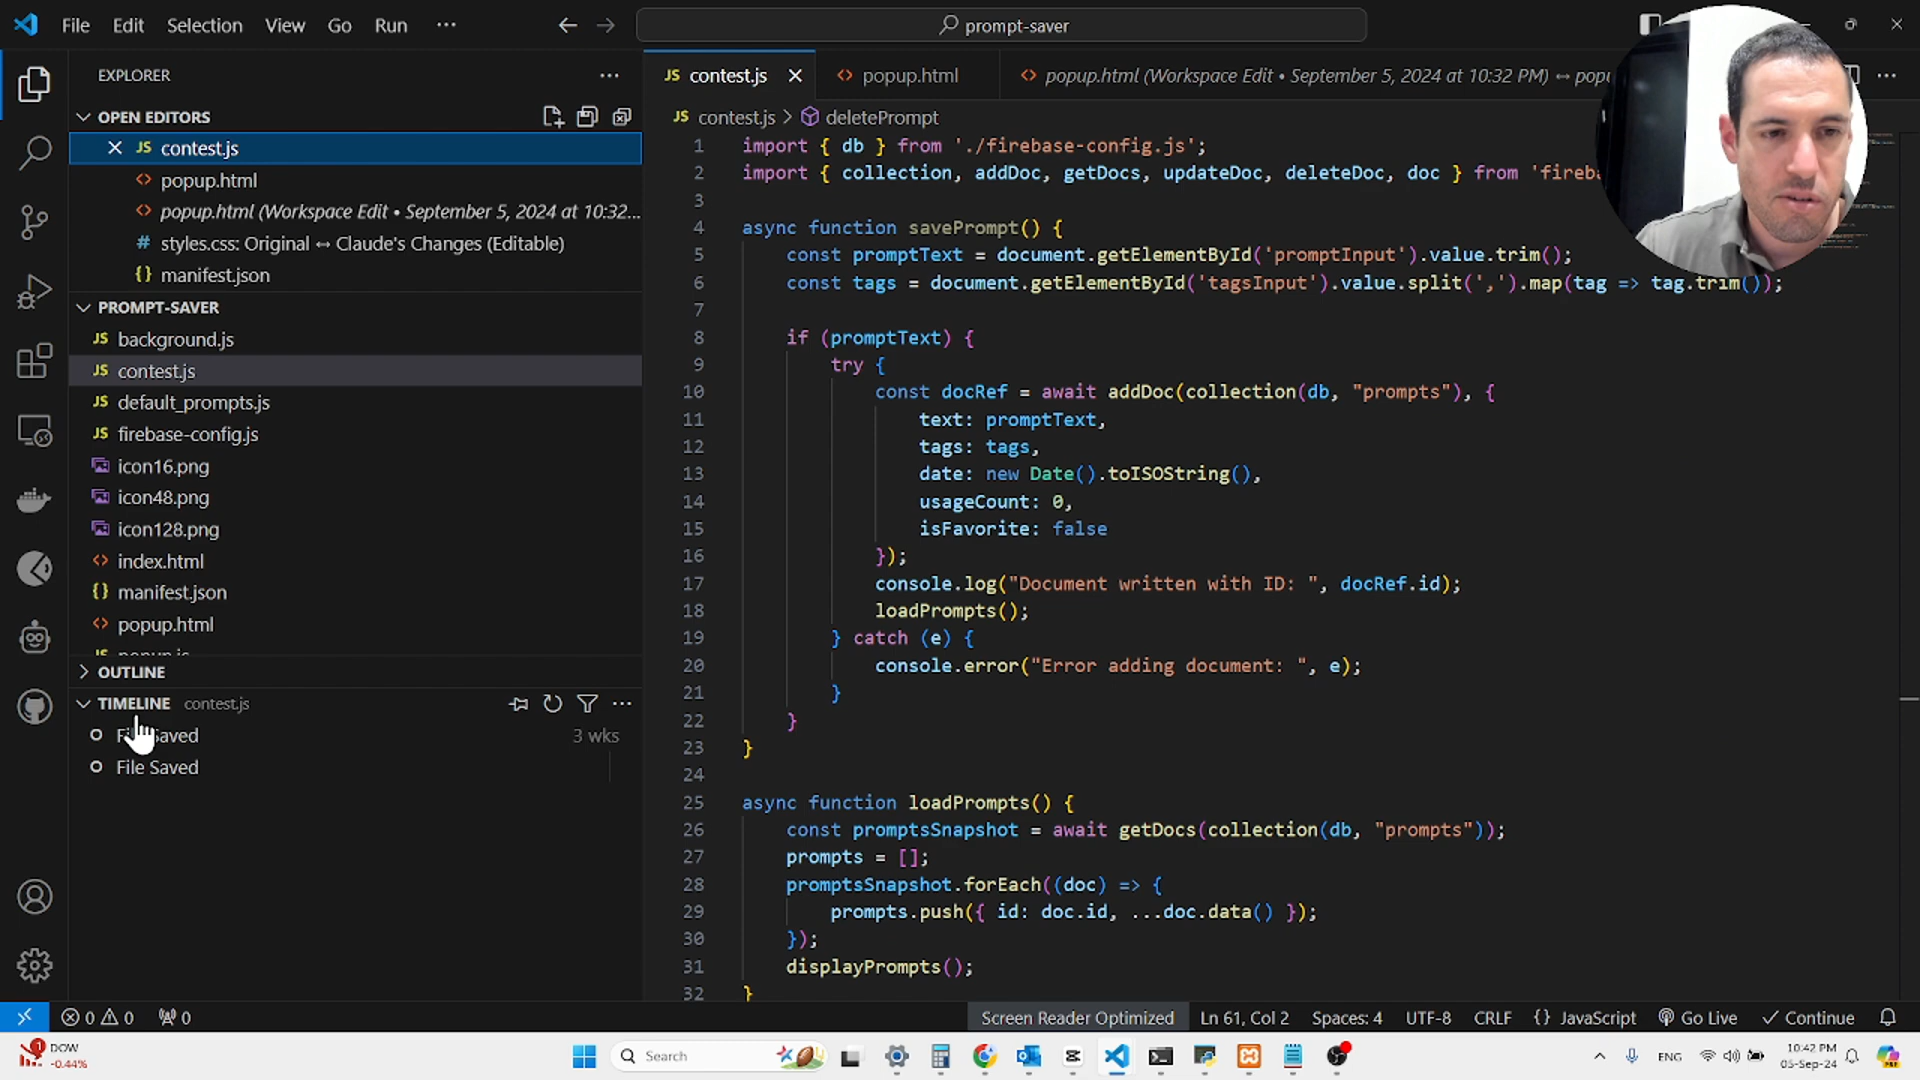 File Edit Selection View Go Run ···
prompt-saver
EXPLORER
OPEN EDITORS
contest.js
popup.html
popup.html (Workspace Edit • September 5, 2024 at 10:32...
styles.css: Original ↔ Claude's Changes (Editable)
manifest.json
PROMPT-SAVER
background.js
contest.js
default_prompts.js
firebase-config.js
icon16.png
icon48.png
icon128.png
index.html
manifest.json
popup.html
popup.js
OUTLINE
TIMELINE contest.js
File Saved 3 wks
File Saved
contest.js
popup.html
popup.html (Workspace Edit • September 5, 2024 at 10:32 PM) ↔ popu
contest.js > deletePrompt
1 import { db } from './firebase-config.js';
2 import { collection, addDoc, getDocs, updateDoc, deleteDoc, doc } from 'fireba
3
4 async function savePrompt() {
5 const promptText = document.getElementById('promptInput').value.trim();
6 const tags = document.getElementById('tagsInput').value.split(',').map(tag => tag.trim());
7
8 if (promptText) {
9 try {
10 const docRef = await addDoc(collection(db, "prompts"), {
11 text: promptText,
12 tags: tags,
13 date: new Date().toISOString(),
14 usageCount: 0,
15 isFavorite: false
16 });
17 console.log("Document written with ID: ", docRef.id);
18 loadPrompts();
19 } catch (e) {
20 console.error("Error adding document: ", e);
21 }
22 }
23 }
24
25 async function loadPrompts() {
26 const promptsSnapshot = await getDocs(collection(db, "prompts"));
27 prompts = [];
28 promptsSnapshot.forEach((doc) => {
29 prompts.push({ id: doc.id, ...doc.data() });
30 });
31 displayPrompts();
32 }
0 0 0
Screen Reader Optimized Ln 61, Col 2 Spaces: 4 UTF-8 CRLF {} JavaScript Go Live Continue
1 DOW
-0.44%
Search
ENG
10:42 PM
05-Sep-24